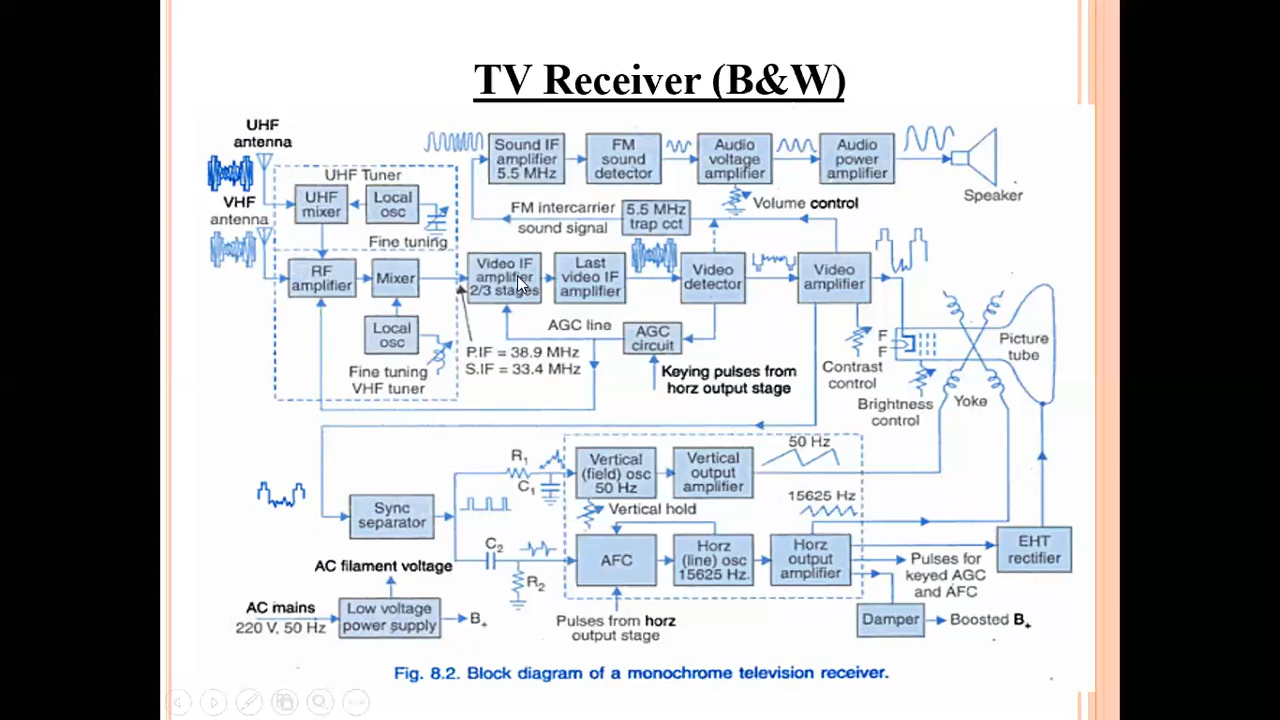 TV Receiver (B&W)
UHF
antenna
VHF
antenna
UHF Tuner
UHF
mixer
Local
osc
Fine tuning
RF
amplifier
Mixer
Local
osc
Fine tuning
VHF tuner
Sound IF
amplifier
5.5 MHz
FM
sound
detector
Audio
voltage
amplifier
Audio
power
amplifier
Speaker
Volume control
FM intercarrier
sound signal
5.5 MHz
trap cct
Video IF
amplifier
2/3 stages
Last
video IF
amplifier
Video
detector
Video
amplifier
AGC line
AGC
circuit
P.IF = 38.9 MHz
S.IF = 33.4 MHz
Keying pulses from
horz output stage
Contrast
control
F
F
Brightness
control
Picture
tube
Yoke
Sync
separator
R1
C1
C2
R2
Vertical
(field) osc
50 Hz
Vertical
output
amplifier
50 Hz
Vertical hold
15625 Hz
AFC
Horz
(line) osc
15625 Hz.
Horz
output
amplifier
EHT
rectifier
Pulses for
keyed AGC
and AFC
Pulses from horz
output stage
Damper
Boosted B+
AC filament voltage
AC mains
220 V, 50 Hz
Low voltage
power supply
B+
Fig. 8.2. Block diagram of a monochrome television receiver.